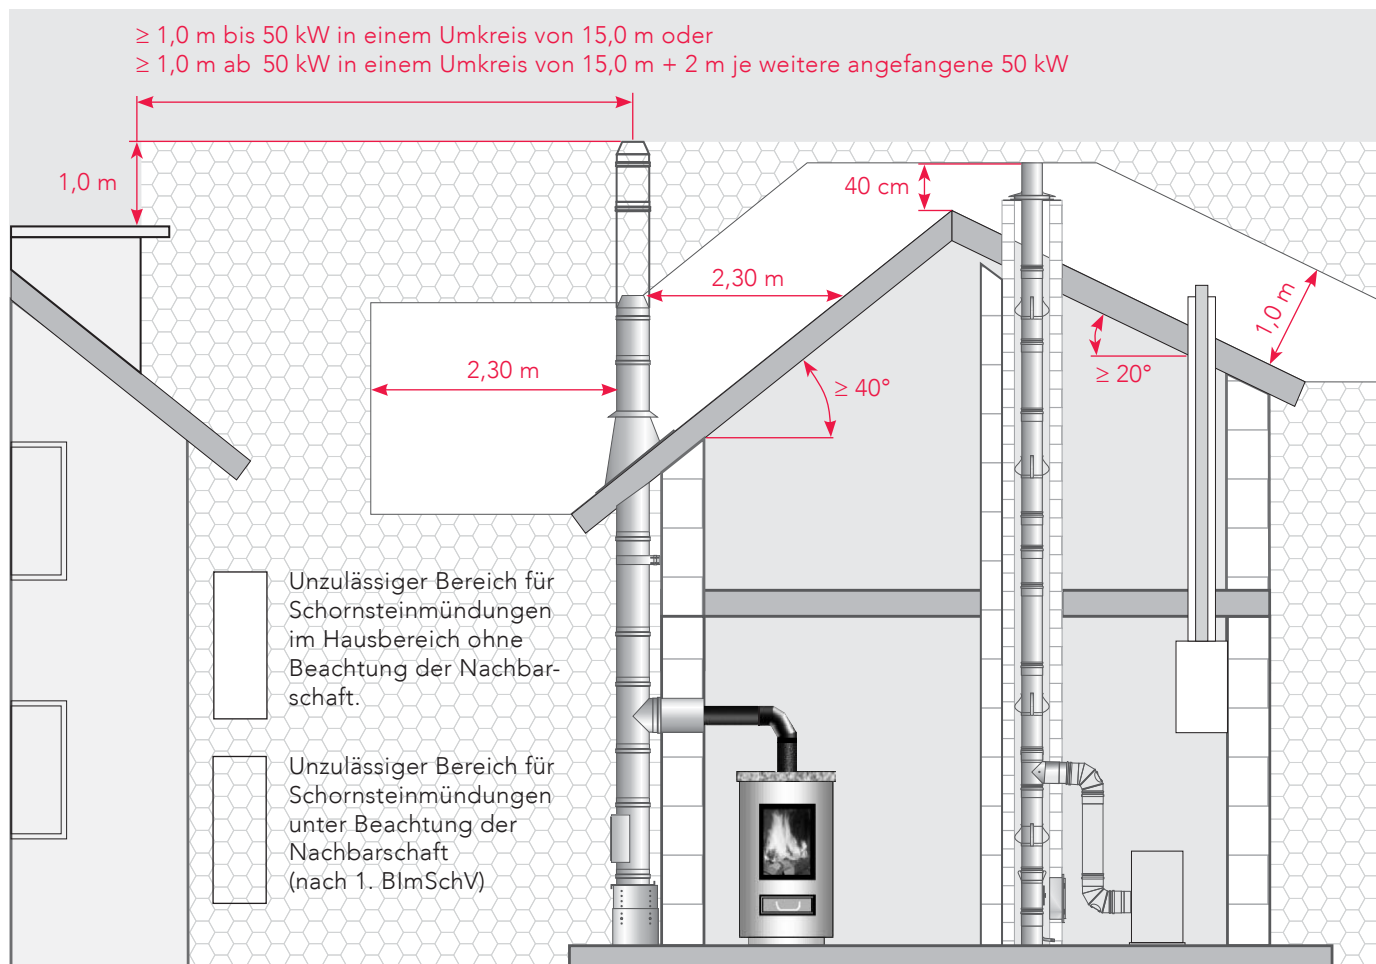 ≥ 1,0 m bis 50 kW in einem Umkreis von 15,0 m oder
≥ 1,0 m ab 50 kW in einem Umkreis von 15,0 m + 2 m je weitere angefangene 50 kW
1,0 m
40 cm
2,30 m
1,0 m
2,30 m
≥ 40°
≥ 20°
Unzulässiger Bereich für
Schornsteinmündungen
im Hausbereich ohne
Beachtung der Nachbar-
schaft.
Unzulässiger Bereich für
Schornsteinmündungen
unter Beachtung der
Nachbarschaft
(nach 1. BImSchV)